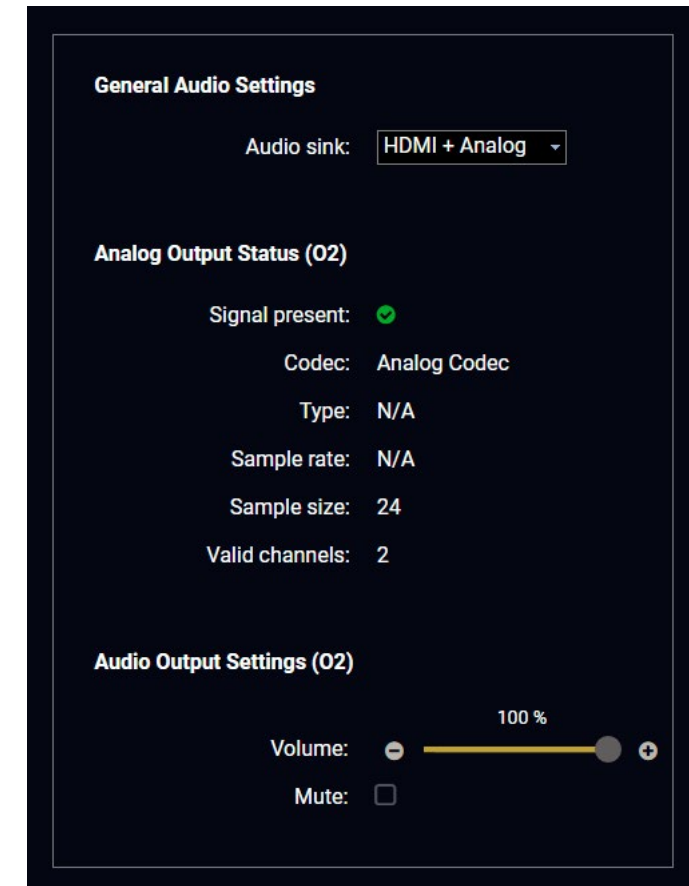 General Audio Settings
Audio sink: HDMI + Analog
Analog Output Status (O2)
Signal present:
Codec: Analog Codec
Type: N/A
Sample rate: N/A
Sample size: 24
Valid channels: 2
Audio Output Settings (O2)
100 %
Volume:
Mute: